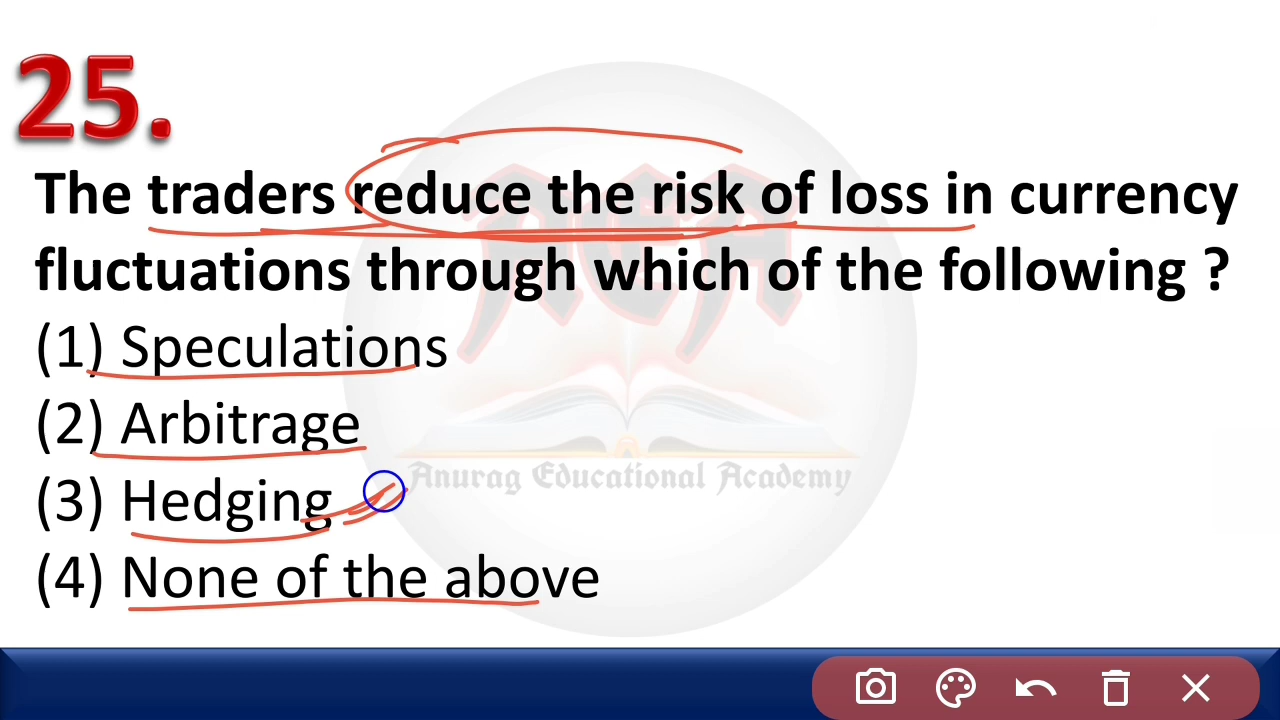 25.
The traders reduce the risk of loss in currency
fluctuations through which of the following ?
(1) Speculations
(2) Arbitrage
(3) Hedging
(4) None of the above
AEA
Anurag Educational Academy